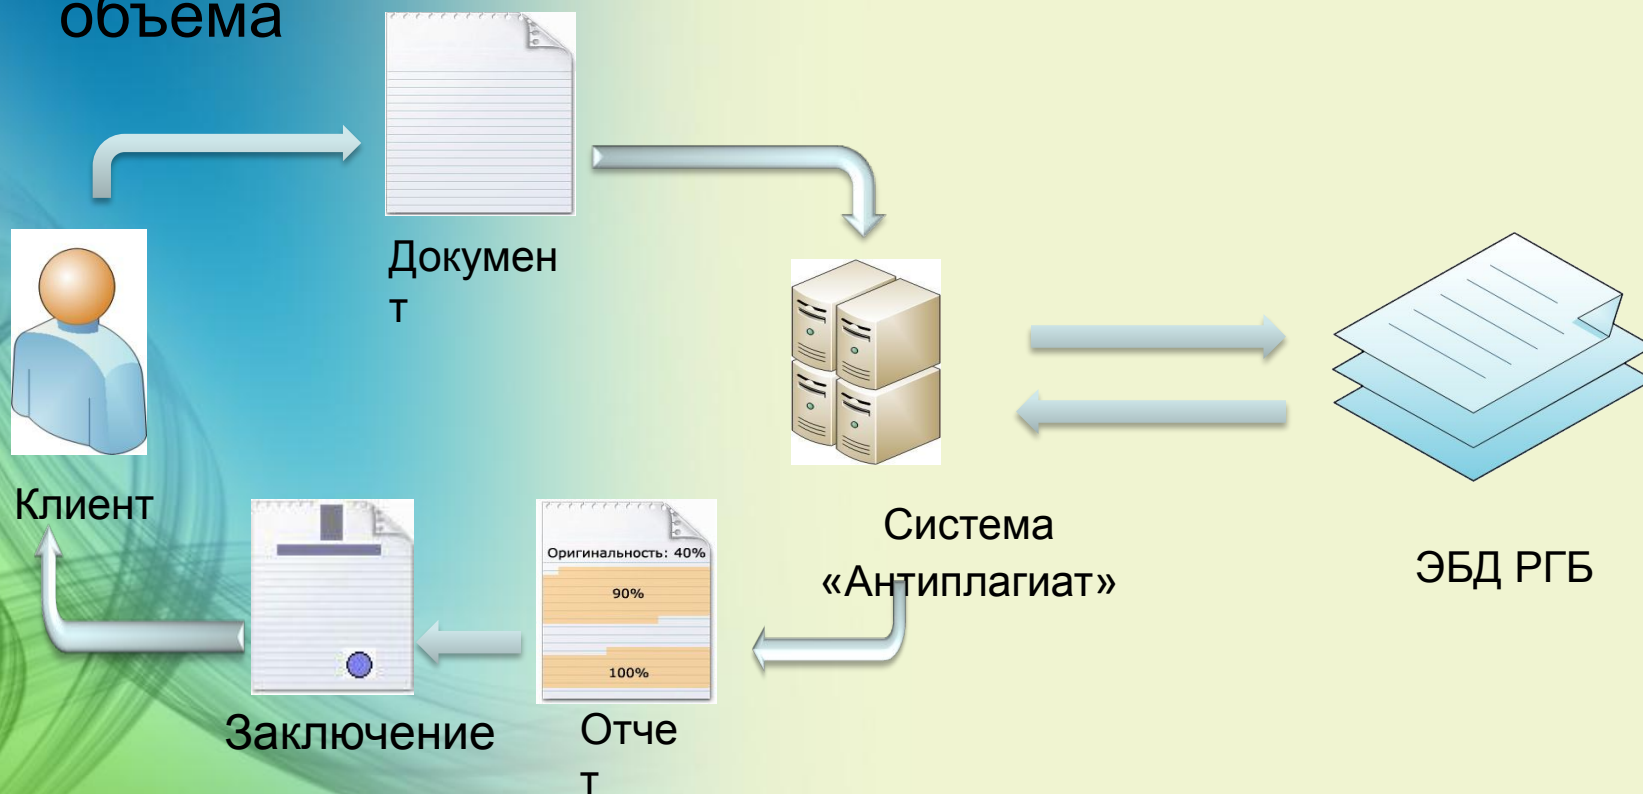 объема
Докумен
т
Клиент
Система
«Антиплагиат»
ЭБД РГБ
Оригинальность: 40%
90%
100%
Заключение
Отче
т